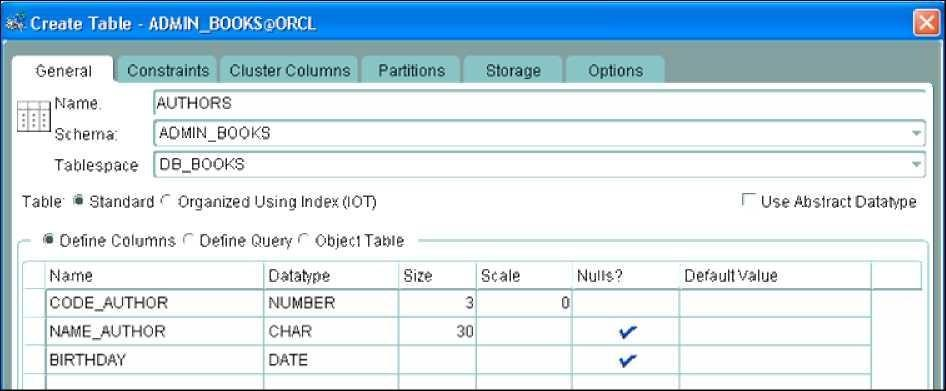 Create Table - ADMIN_BOOKS@ORCL
General Constraints Cluster Columns Partitions Storage Options
Name: AUTHORS
Schema: ADMIN_BOOKS
Tablespace DB_BOOKS
Table: Standard Organized Using Index (IOT) Use Abstract Datatype
Define Columns Define Query Object Table
Name Datatype Size Scale Nulls? Default Value
CODE_AUTHOR NUMBER 3 0
NAME_AUTHOR CHAR 30
BIRTHDAY DATE